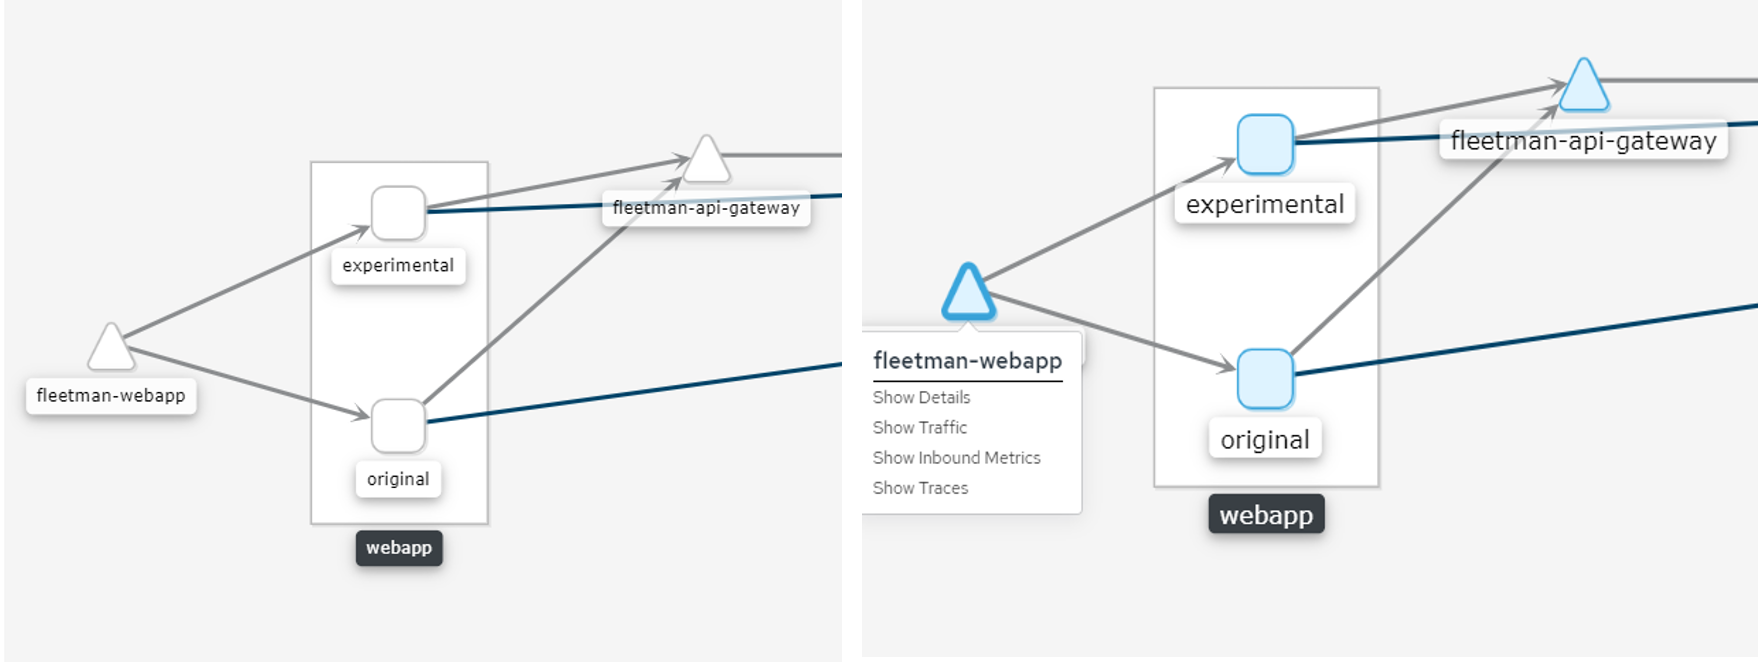 fleetman-api-gateway
experimental
fleetman-webapp
original
webapp
fleetman-api-gateway
experimental
fleetman-webapp
Show Details
Show Traffic
Show Inbound Metrics
Show Traces
original
webapp